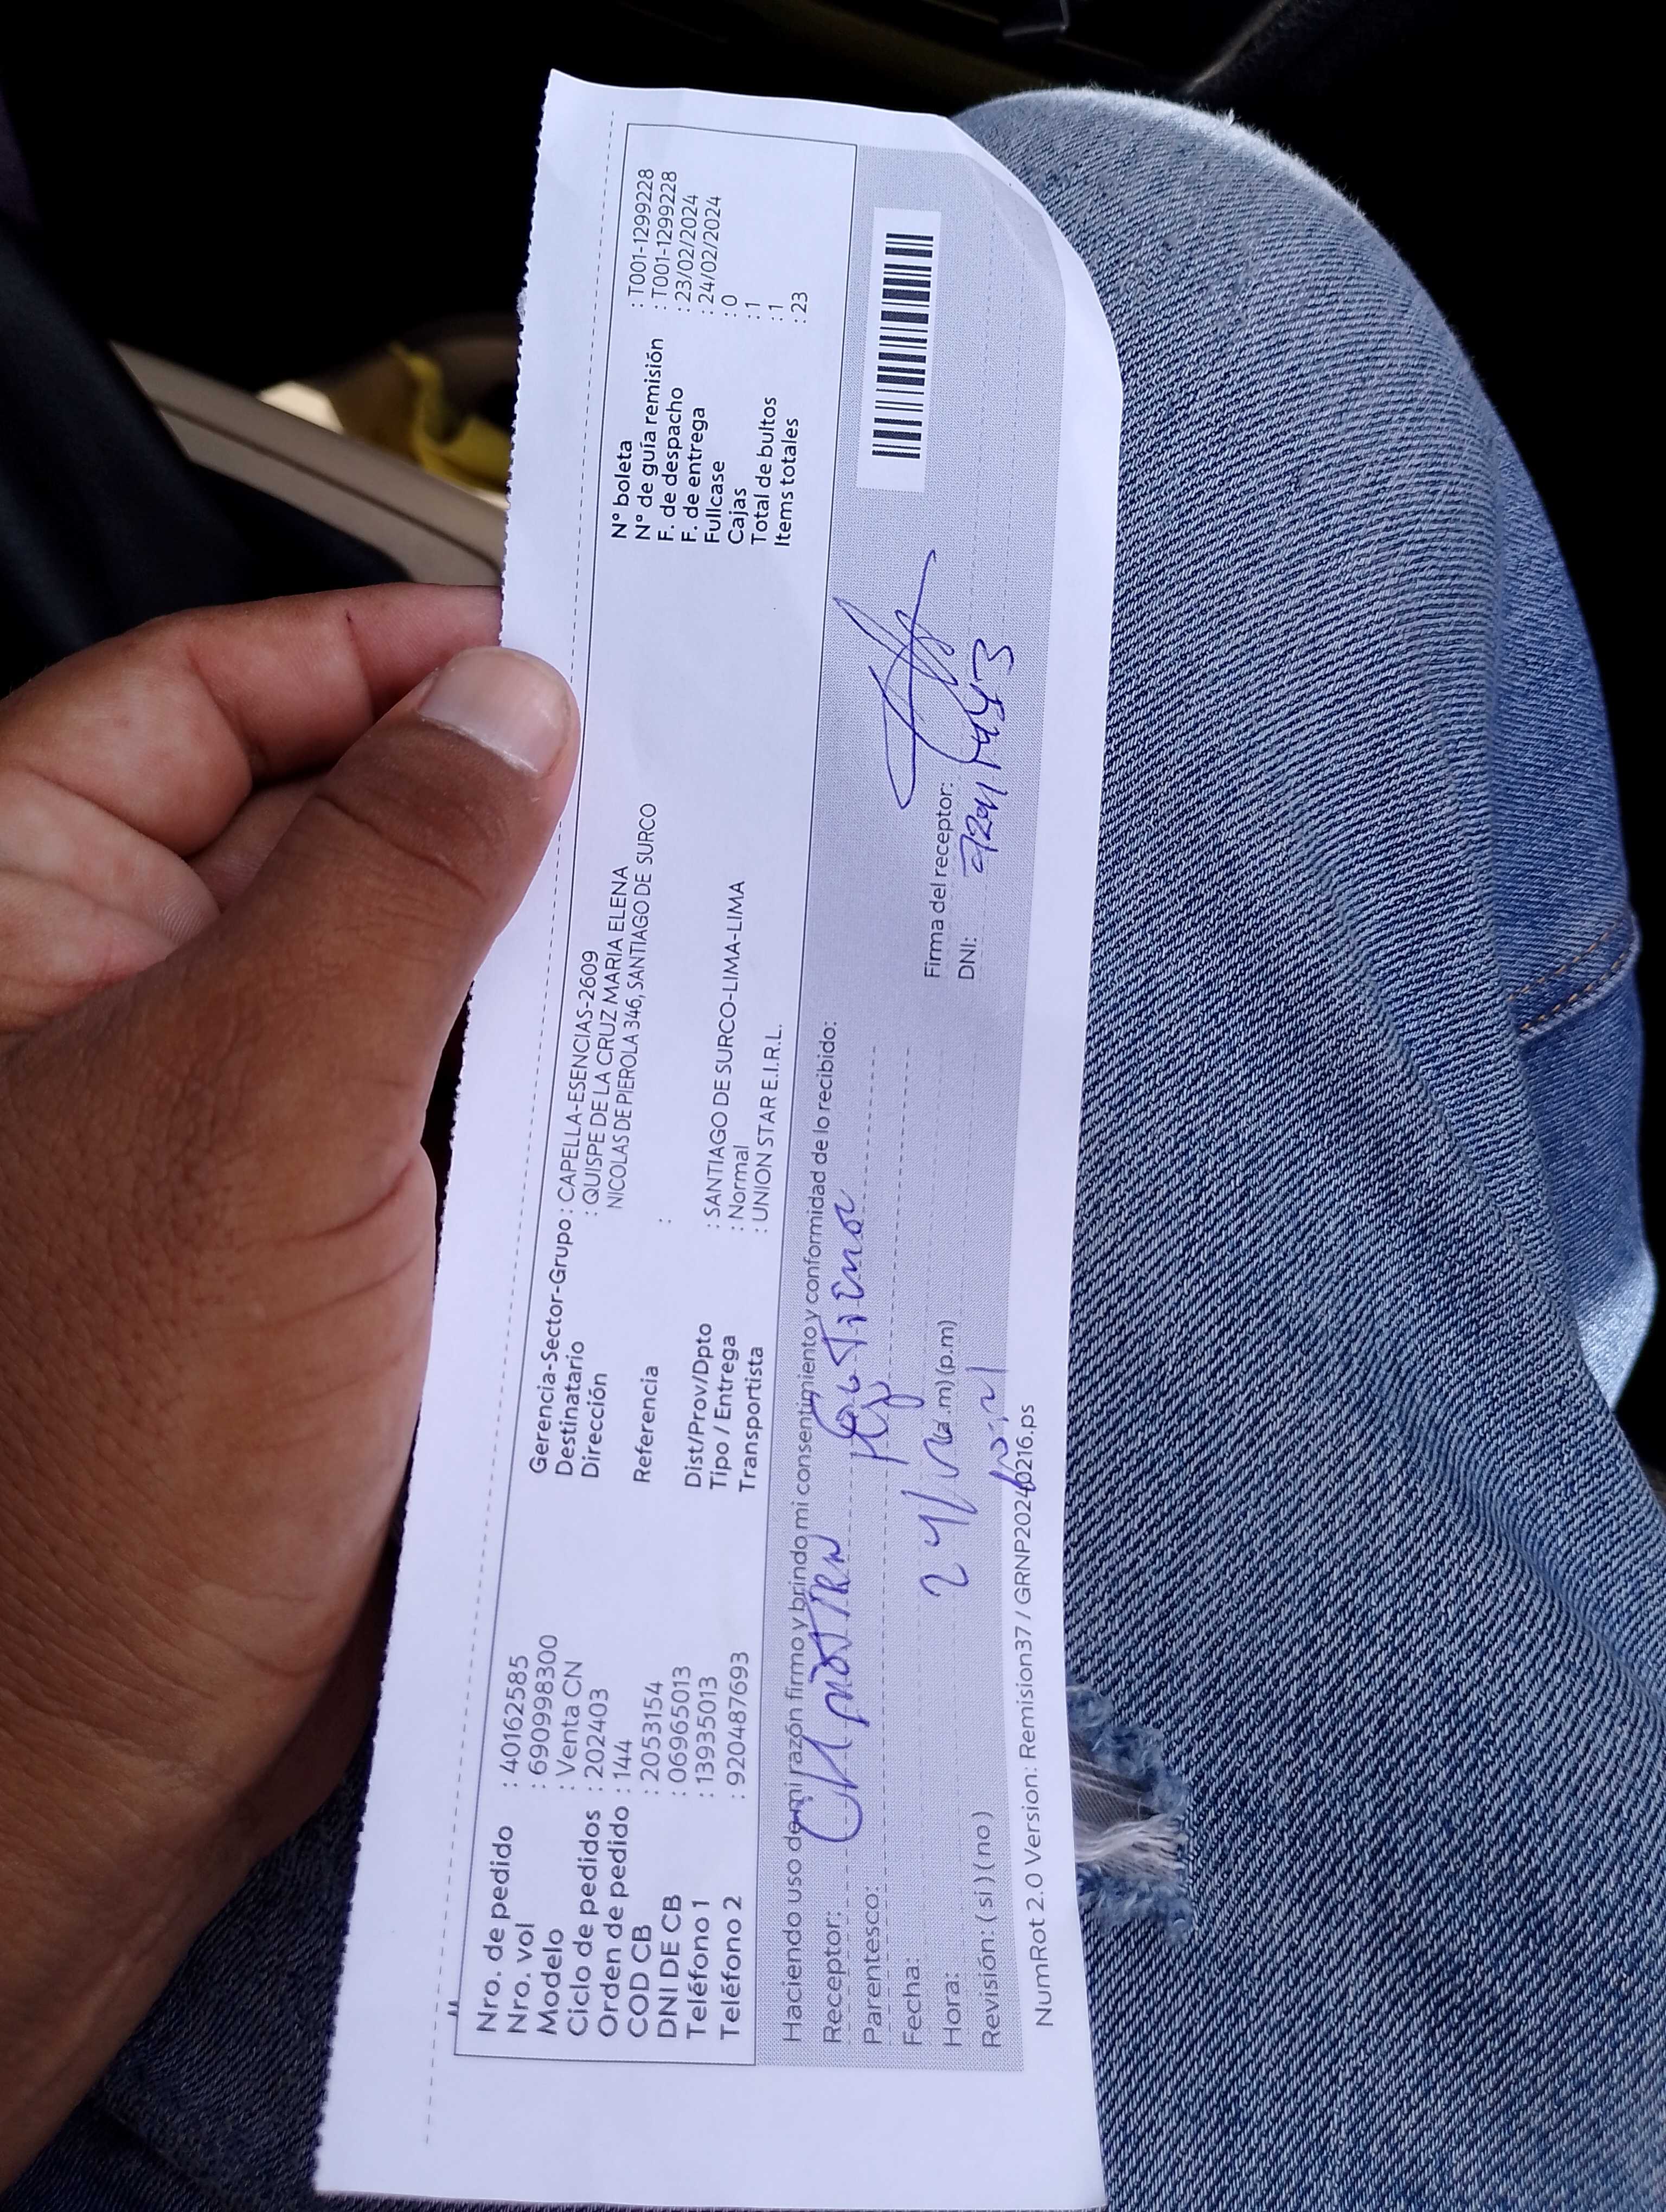 Nro. de pedido : 40162585
Nro. vol : 6909998300
Modelo : Venta CN
Ciclo de pedidos : 202403
Orden de pedido : 144
COD CB : 2053154
DNI DE CB : 06965013
Teléfono 1 : 13935013
Teléfono 2 : 920487693
Gerencia-Sector-Grupo : CAPELLA-ESENCIAS-2609
Destinatario : QUISPE DE LA CRUZ MARIA ELENA
Dirección NICOLAS DE PIEROLA 346, SANTIAGO DE SURCO
Referencia :
Dist/Prov/Dpto : SANTIAGO DE SURCO-LIMA-LIMA
Tipo / Entrega : Normal
Transportista : UNION STAR E.I.R.L.
N° boleta : T001-1299228
N° de guía remisión : T001-1299228
F. de despacho : 23/02/2024
F. de entrega : 24/02/2024
Fullcase : 0
Cajas : 1
Total de bultos : 1
Items totales : 23
Haciendo uso de mi razón firmo y brindo mi consentimiento y conformidad de lo recibido:
Receptor:
Parentesco:
Fecha: 24/
Hora: (a.m) (p.m)
Revisión: ( si ) ( no )
Firma del receptor:
DNI:
NumRot 2.0 Version: Remision37 / GRNP20240216.ps